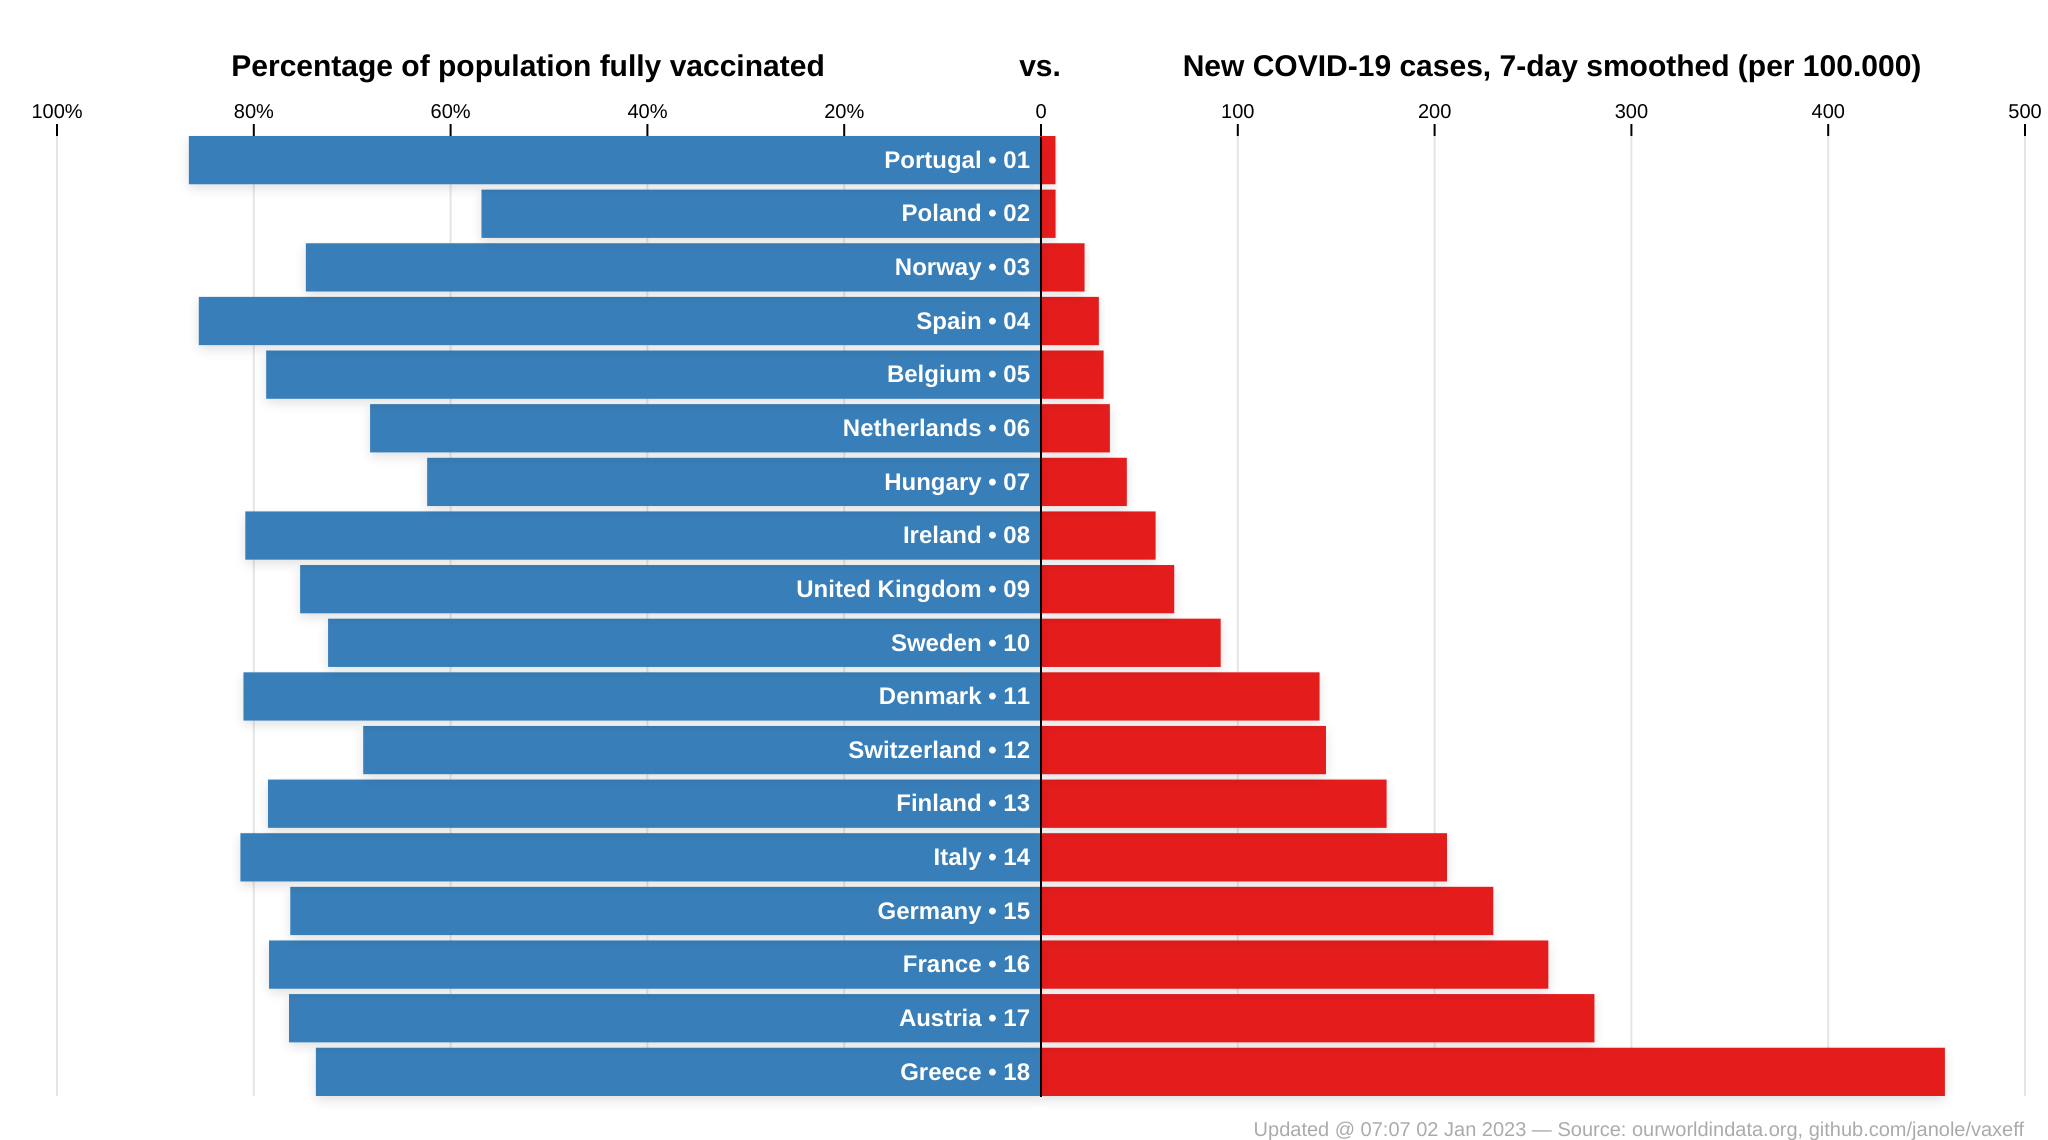 Percentage of population fully vaccinated vs. New COVID-19 cases, 7-day smoothed (per 100.000)
100% 80% 60% 40% 20% 0 100 200 300 400 500
Portugal • 01
Poland • 02
Norway • 03
Spain • 04
Belgium • 05
Netherlands • 06
Hungary • 07
Ireland • 08
United Kingdom • 09
Sweden • 10
Denmark • 11
Switzerland • 12
Finland • 13
Italy • 14
Germany • 15
France • 16
Austria • 17
Greece • 18
Updated @ 07:07 02 Jan 2023 — Source: ourworldindata.org, github.com/janole/vaxeff